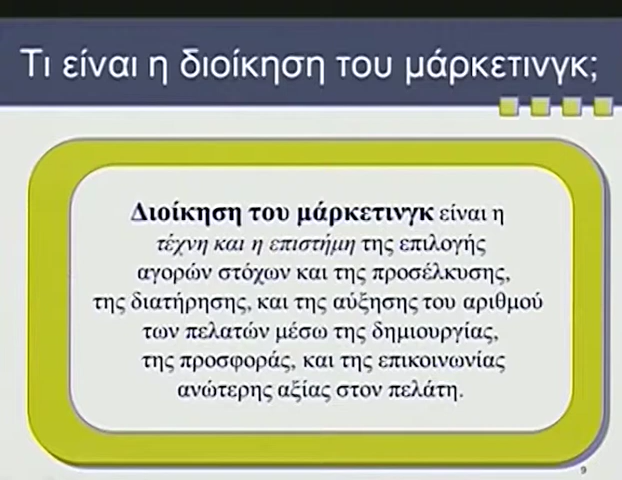 Τι είναι η διοίκηση του μάρκετινγκ;
Διοίκηση του μάρκετινγκ είναι η
τέχνη και η επιστήμη της επιλογής
αγορών στόχων και της προσέλκυσης,
της διατήρησης, και της αύξησης του αριθμού
των πελατών μέσω της δημιουργίας,
της προσφοράς, και της επικοινωνίας
ανώτερης αξίας στον πελάτη.
9